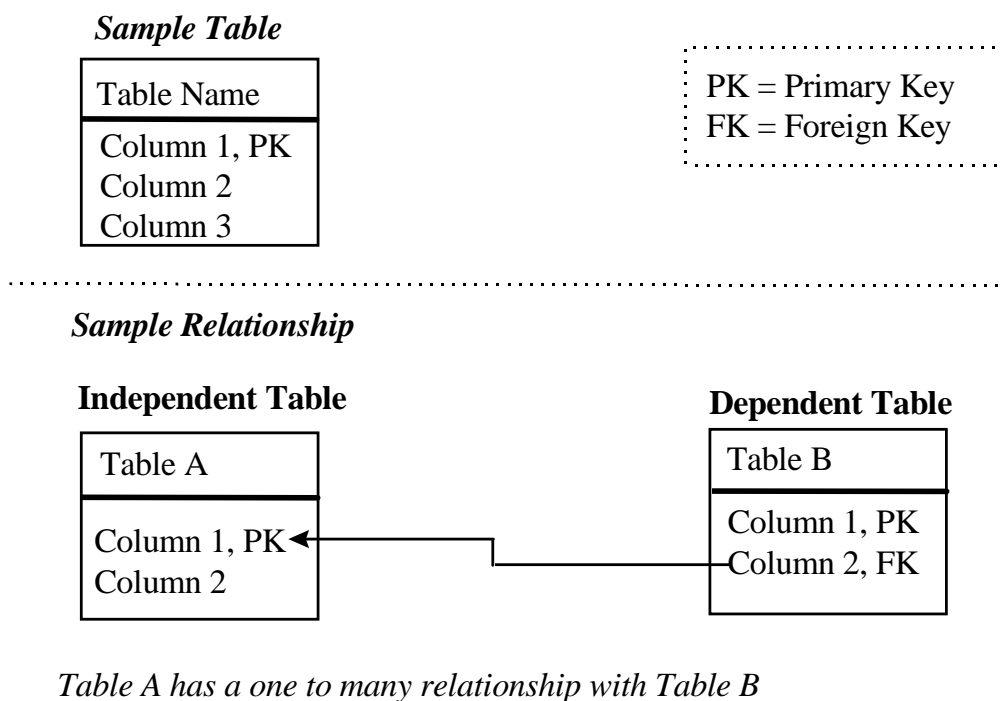 Sample Table
Table Name
Column 1, PK
Column 2
Column 3
PK = Primary Key
FK = Foreign Key
Sample Relationship
Independent Table
Table A
Column 1, PK
Column 2
Dependent Table
Table B
Column 1, PK
Column 2, FK
Table A has a one to many relationship with Table B